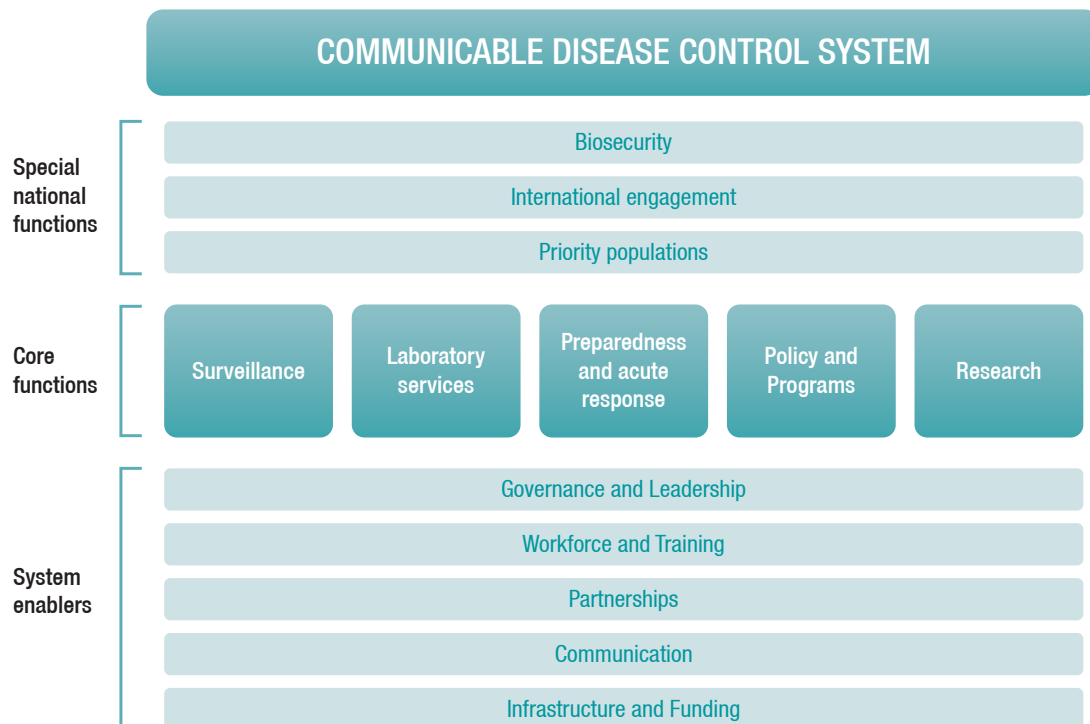 COMMUNICABLE DISEASE CONTROL SYSTEM
Special
national
functions
Biosecurity
International engagement
Priority populations
Core
functions
Surveillance
Laboratory
services
Preparedness
and acute
response
Policy and
Programs
Research
System
enablers
Governance and Leadership
Workforce and Training
Partnerships
Communication
Infrastructure and Funding